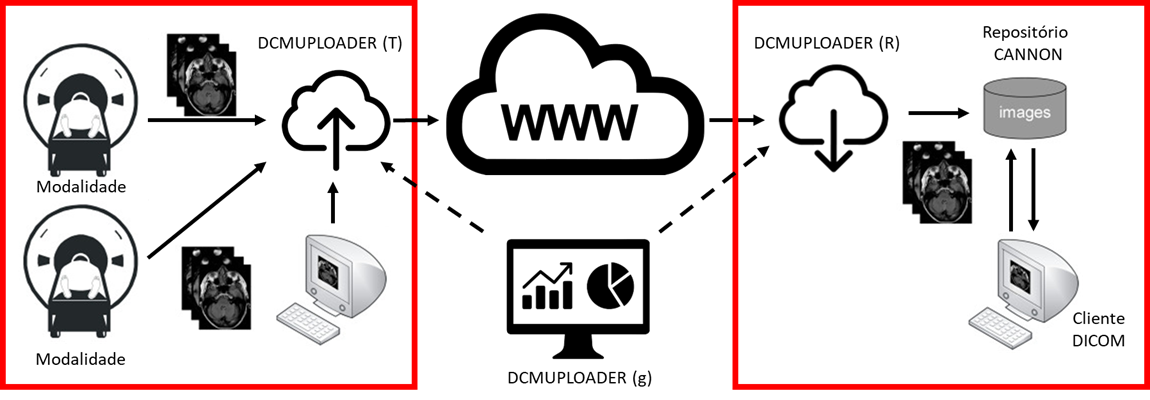 DCMUPLOADER (T)
Modalidade
Modalidade
WWW
DCMUPLOADER (g)
DCMUPLOADER (R)
Repositório
CANNON
images
Cliente
DICOM